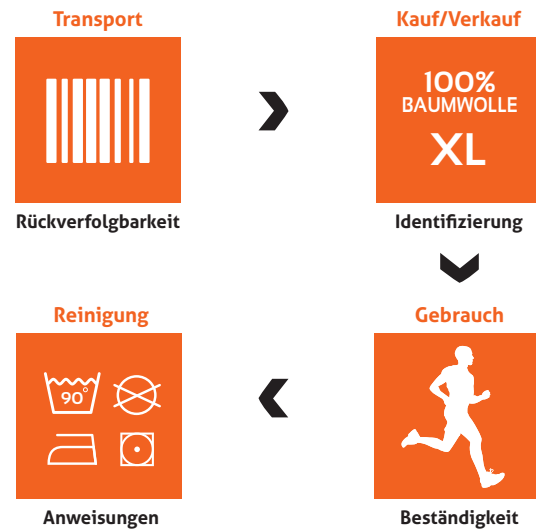 Transport
Kauf/Verkauf
100%
BAUMWOLLE
XL
Rückverfolgbarkeit
Identifizierung
Reinigung
Gebrauch
90°
Anweisungen
Beständigkeit